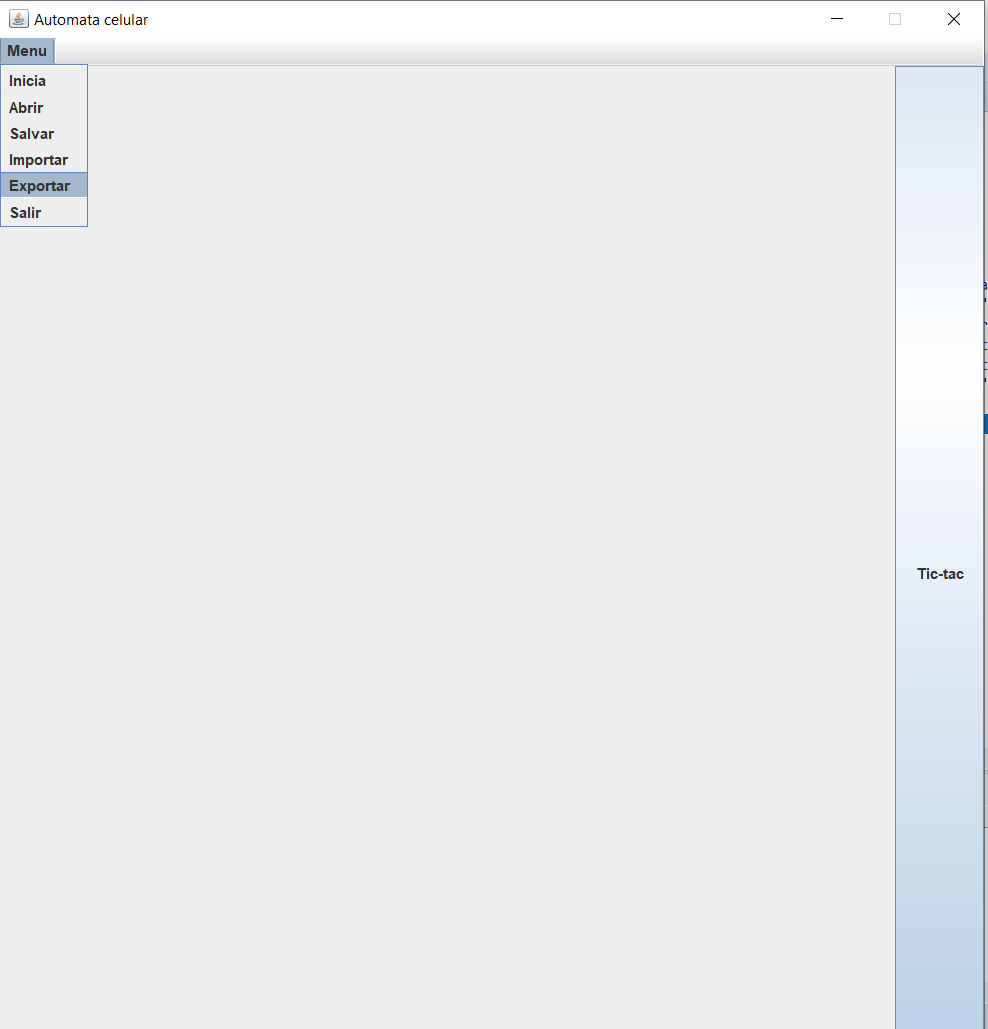 Automata celular
Menu
Inicia
Abrir
Salvar
Importar
Exportar
Salir
Tic-tac